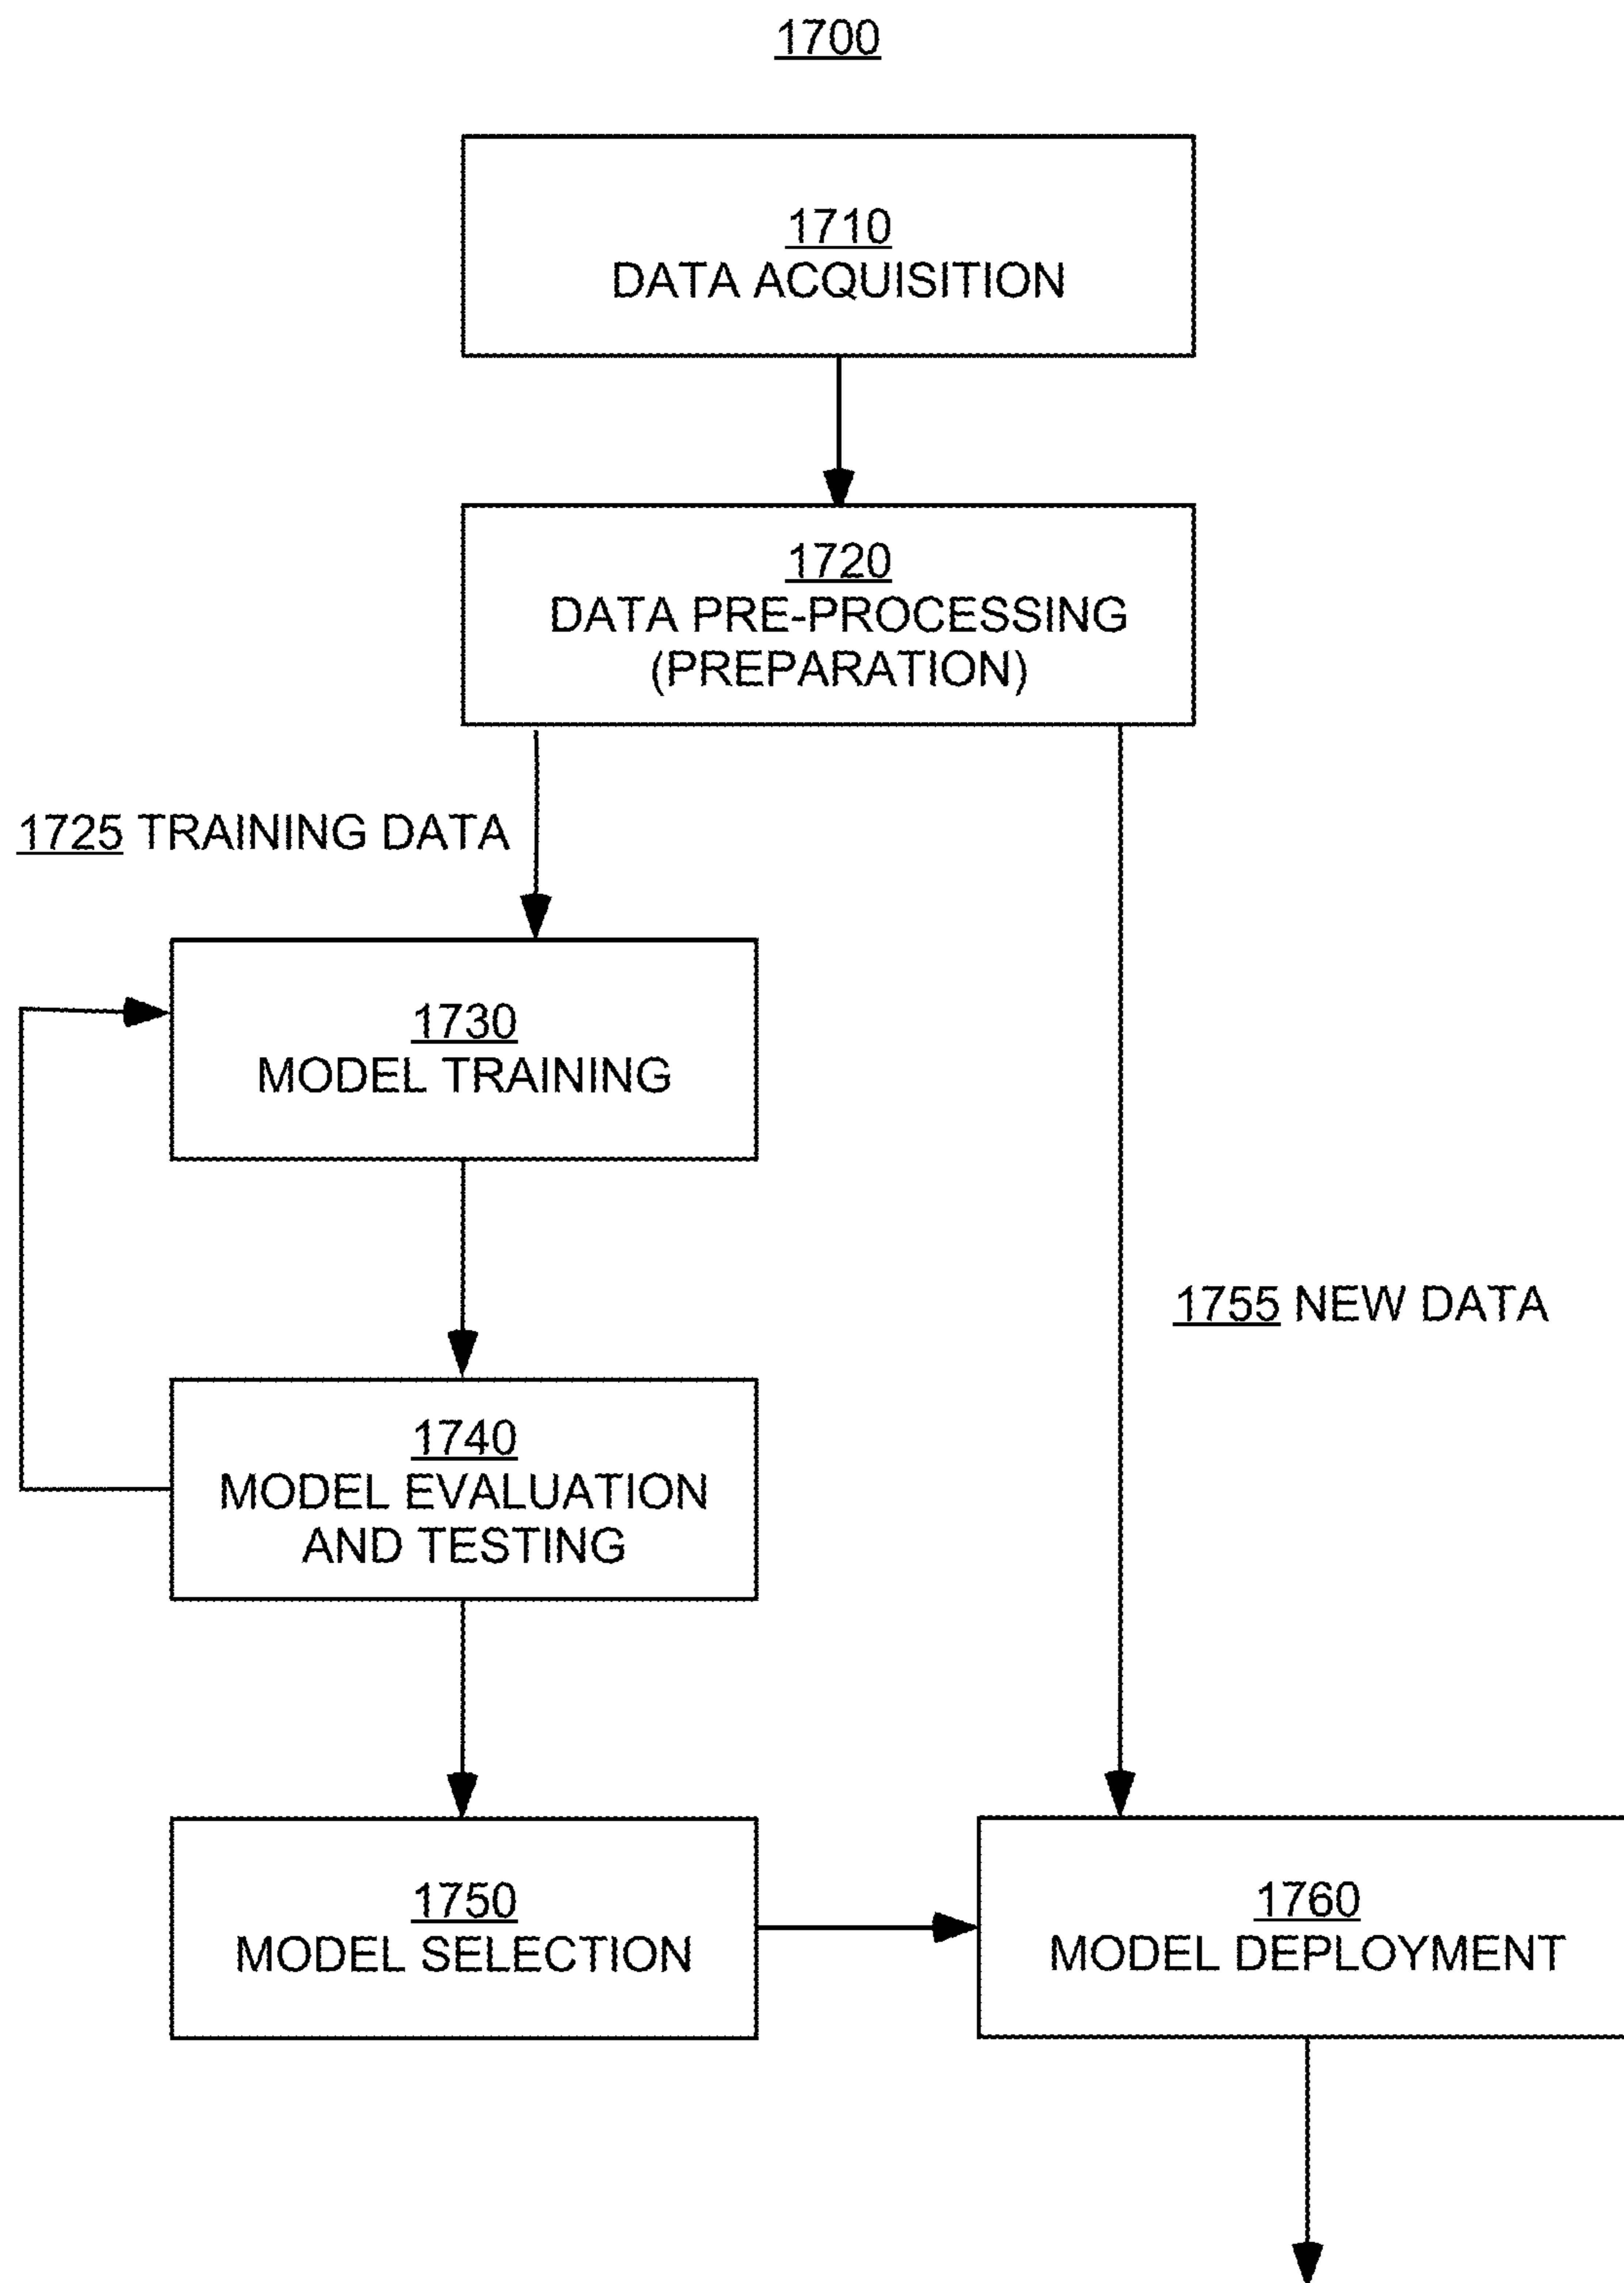 1700
1710
DATA ACQUISITION
1720
DATA PRE-PROCESSING
(PREPARATION)
1725 TRAINING DATA
1730
MODEL TRAINING
1755 NEW DATA
1740
MODEL EVALUATION
AND TESTING
1750
MODEL SELECTION
1760
MODEL DEPLOYMENT